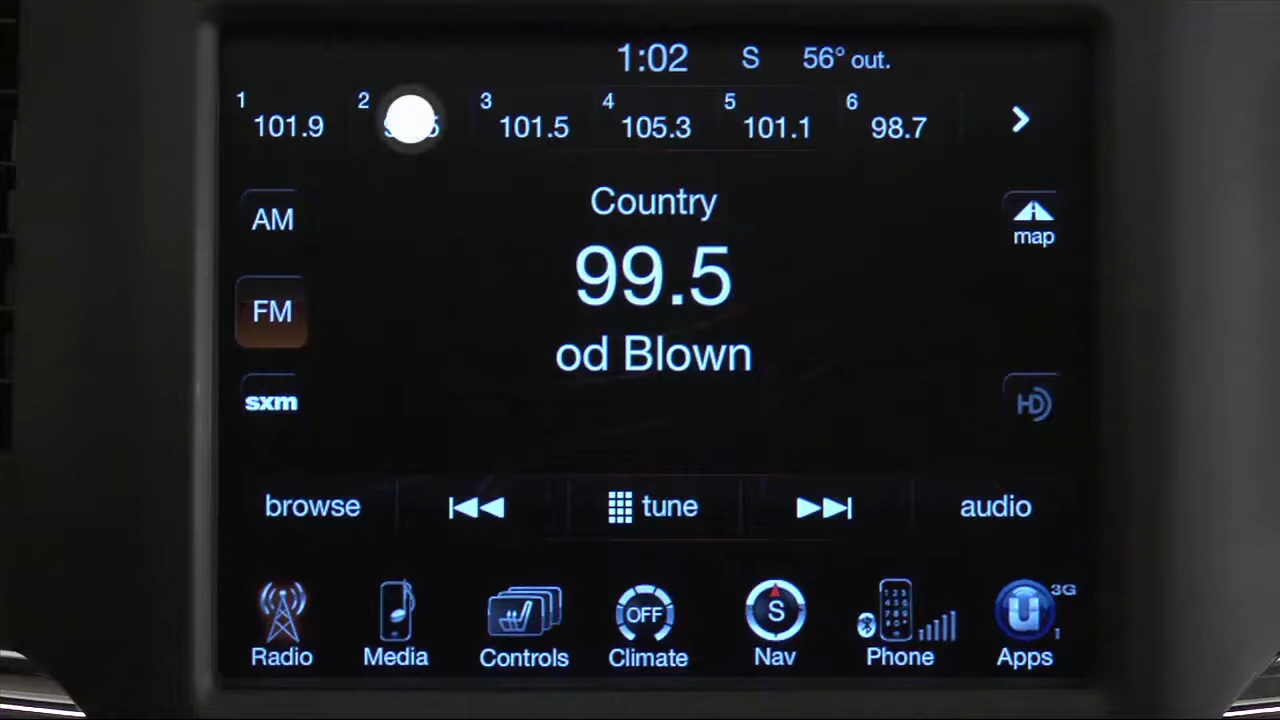 1:02 S 56° out.
1 2 3 4 5 6
101.9 101.5 105.3 101.1 98.7
Country
AM
map
99.5
FM
od Blown
sxm
HD
browse tune audio
OFF S 3G
1
Radio Media Controls Climate Nav Phone Apps